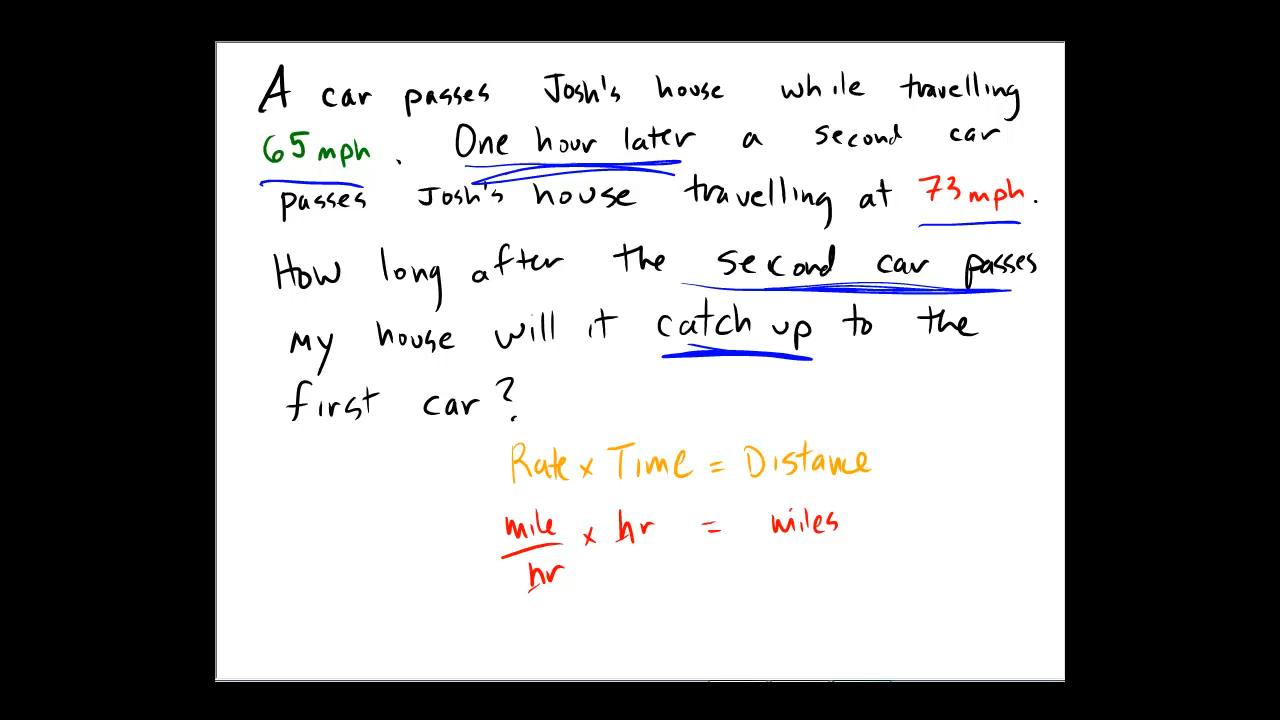 A car passes Josh's house while travelling
65 mph. One hour later a second car
passes Josh's house travelling at 73 mph.
How long after the second car passes
my house will it catch up to the
first car?
Rate × Time = Distance
mile/hr × hr = miles